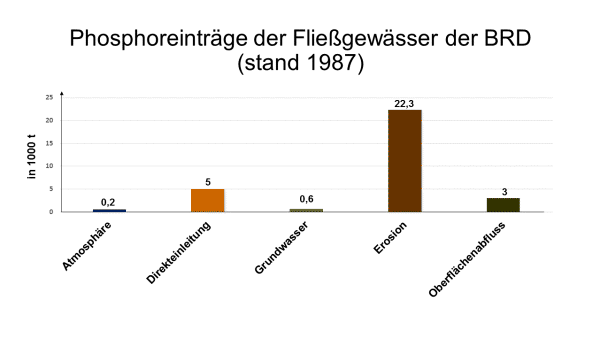 Phosphoreinträge der Fließgewässer der BRD
(stand 1987)
in 1000 t
25
20
15
10
5
0
0,2
5
0,6
22,3
3
Atmosphäre
Direkteinleitung
Grundwasser
Erosion
Oberflächenabfluss